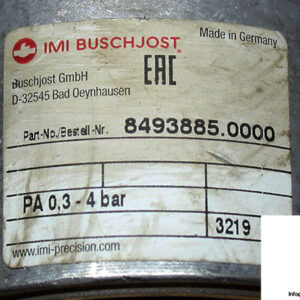 IMI BUSCHJOST
Made in Germany
Buschjost GmbH
D-32545 Bad Oeynhausen
EAC
Part-No./Bestell-Nr. 8493885.0000
PA 0,3 - 4 bar
3219
www.imi-precision.com